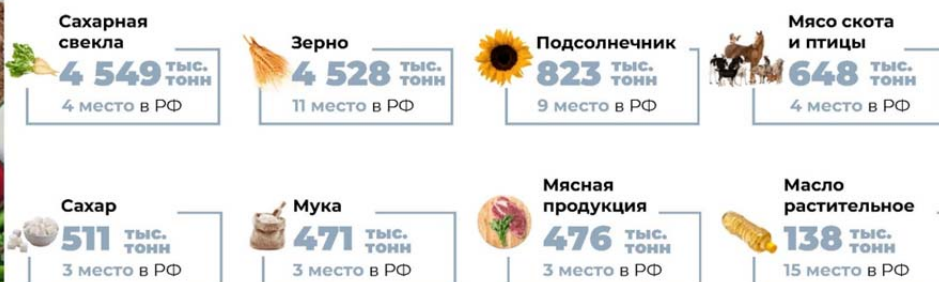 Сахарная
свекла
4 549 тыс.
тонн
4 место в РФ
Зерно
4 528 тыс.
тонн
11 место в РФ
Подсолнечник
823 тыс.
тонн
9 место в РФ
Мясо скота
и птицы
648 тыс.
тонн
4 место в РФ
Сахар
511 тыс.
тонн
3 место в РФ
Мука
471 тыс.
тонн
3 место в РФ
Мясная
продукция
476 тыс.
тонн
3 место в РФ
Масло
растительное
138 тыс.
тонн
15 место в РФ